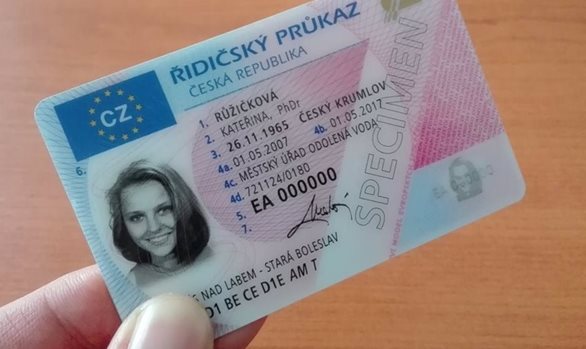 ŘIDIČSKÝ PRŮKAZ
ČESKÁ REPUBLIKA
CZ
1. RŮŽIČKOVÁ
2. KATEŘINA, PhDr
3. 26.11.1965 ČESKÝ KRUMLOV
4a. 01.05.2007 4b. 01.05.2017
4c. MĚSTSKÝ ÚŘAD ODOLENÁ VODA
4d. 721124/0180
5. EA 000000
7.
6.
NAD LABEM - STARÁ BOLESLAV
D1 BE CE D1E AM T
SPECIMEN
MODEL